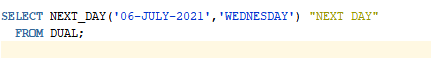 SELECT NEXT_DAY('06-JULY-2021','WEDNESDAY') "NEXT DAY"
FROM DUAL;